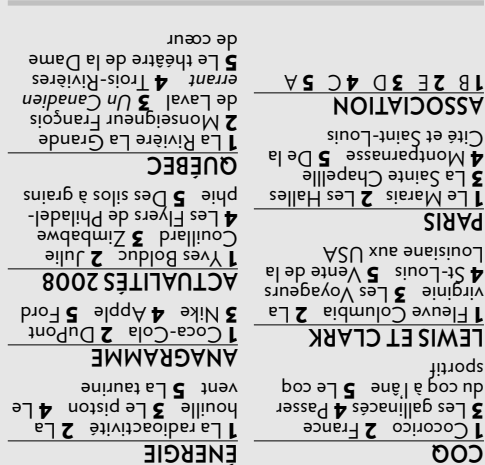 COQ
1 Cocorico 2 France
3 Les gallinacés 4 Passer
du coq à l'âne 5 Le coq
sportif
LEWIS ET CLARK
1 Fleuve Columbia 2 La
virginie 3 Les Voyageurs
4 St-Louis 5 Vente de la
Louisiane aux USA
PARIS
1 Le Marais 2 Les Halles
3 La Sainte Chapellle
4 Montparnasse 5 De la
Cité et Saint-Louis
ASSOCIATION
1 B 2 E 3 D 4 C 5 A
ÉNERGIE
1 La radioactivité 2 La
houille 3 Le piston 4 Le
vent 5 La taurine
ANAGRAMME
1 Coca-Cola 2 DuPont
3 Nike 4 Apple 5 Ford
ACTUALITÉS 2008
1 Yves Bolduc 2 Julie
Couillard 3 Zimbabwe
4 Les Flyers de Philadel-
phie 5 Des silos à grains
QUÉBEC
1 La Rivière La Grande
2 Monseigneur François
de Laval 3 Un Canadien
errant 4 Trois-Rivières
5 Le théâtre de la Dame
de cœur